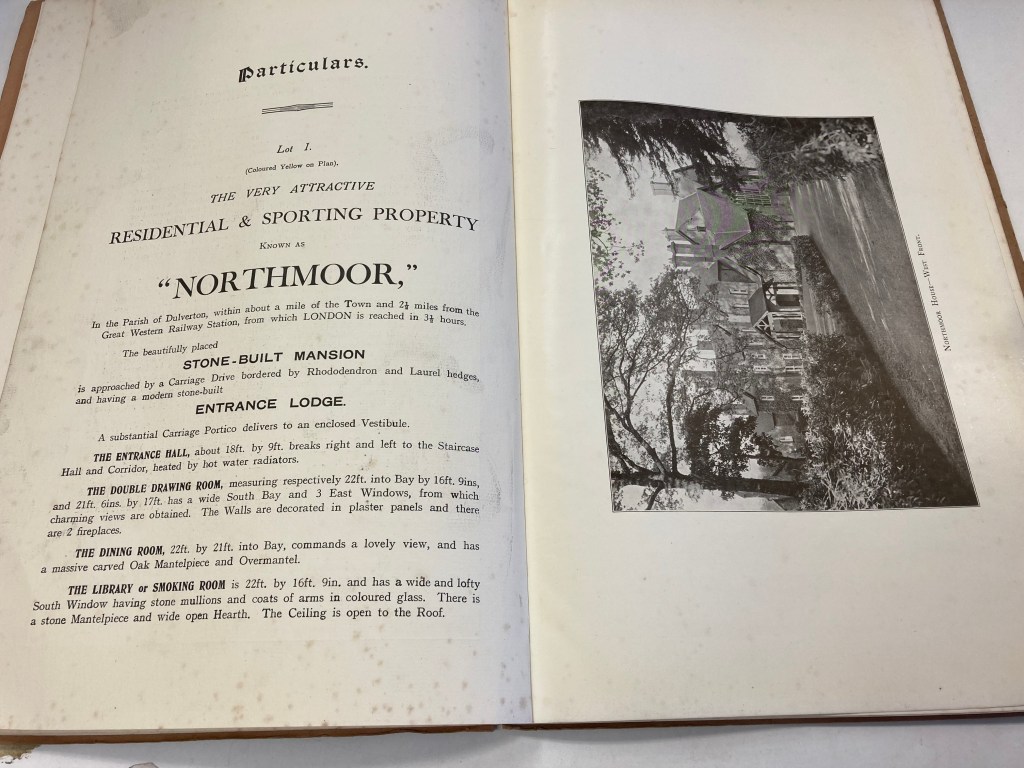 Particulars.
Lot 1.
(Coloured Yellow on Plan).
THE VERY ATTRACTIVE
RESIDENTIAL & SPORTING PROPERTY
KNOWN AS
"NORTHMOOR,"
In the Parish of Dulverton, within about a mile of the Town and 2½ miles from the
Great Western Railway Station, from which LONDON is reached in 3½ hours,
The beautifully placed
STONE-BUILT MANSION
is approached by a Carriage Drive bordered by Rhododendron and Laurel hedges,
and having a modern stone-built
ENTRANCE LODGE.
A substantial Carriage Portico delivers to an enclosed Vestibule.
THE ENTRANCE HALL, about 18ft. by 9ft. breaks right and left to the Staircase
Hall and Corridor, heated by hot water radiators.
THE DOUBLE DRAWING ROOM, measuring respectively 22ft. into Bay by 16ft. 9ins,
and 21ft. 6ins. by 17ft. has a wide South Bay and 3 East Windows, from which
charming views are obtained. The Walls are decorated in plaster panels and there
are 2 fireplaces.
THE DINING ROOM, 22ft. by 21ft. into Bay, commands a lovely view, and has
a massive carved Oak Mantelpiece and Overmantel.
THE LIBRARY or SMOKING ROOM is 22ft. by 16ft. 9in. and has a wide and lofty
South Window having stone mullions and coats of arms in coloured glass. There is
a stone Mantelpiece and wide open Hearth. The Ceiling is open to the Roof.
NORTHMOOR HOUSE—WEST FRONT.